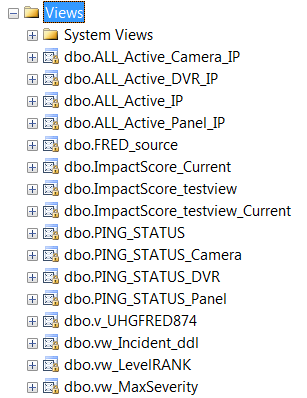 Views
System Views
dbo.ALL_Active_Camera_IP
dbo.ALL_Active_DVR_IP
dbo.ALL_Active_IP
dbo.ALL_Active_Panel_IP
dbo.FRED_source
dbo.ImpactScore_Current
dbo.ImpactScore_testview
dbo.ImpactScore_testview_Current
dbo.PING_STATUS
dbo.PING_STATUS_Camera
dbo.PING_STATUS_DVR
dbo.PING_STATUS_Panel
dbo.v_UHGFRED874
dbo.vw_Incident_ddl
dbo.vw_LevelRANK
dbo.vw_MaxSeverity